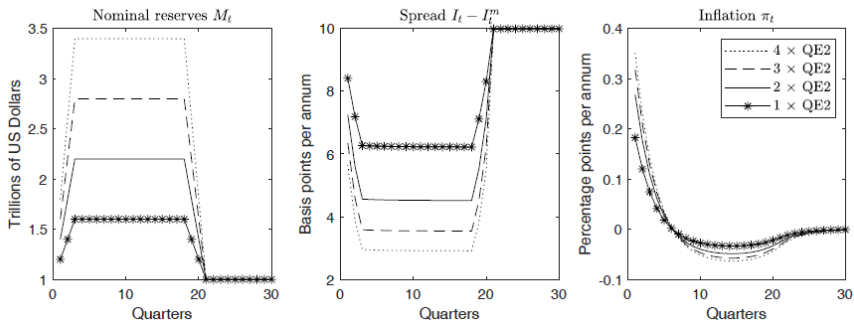 Nominal reserves M_t
Trillions of US Dollars
3.5
3
2.5
2
1.5
1
0
10
20
30
Quarters
Spread I_t − I_t^m
Basis points per annum
10
8
6
4
2
0
10
20
30
Quarters
Inflation π_t
Percentage points per annum
0.4
0.3
0.2
0.1
0
-0.1
0
10
20
30
Quarters
4 × QE2
3 × QE2
2 × QE2
1 × QE2